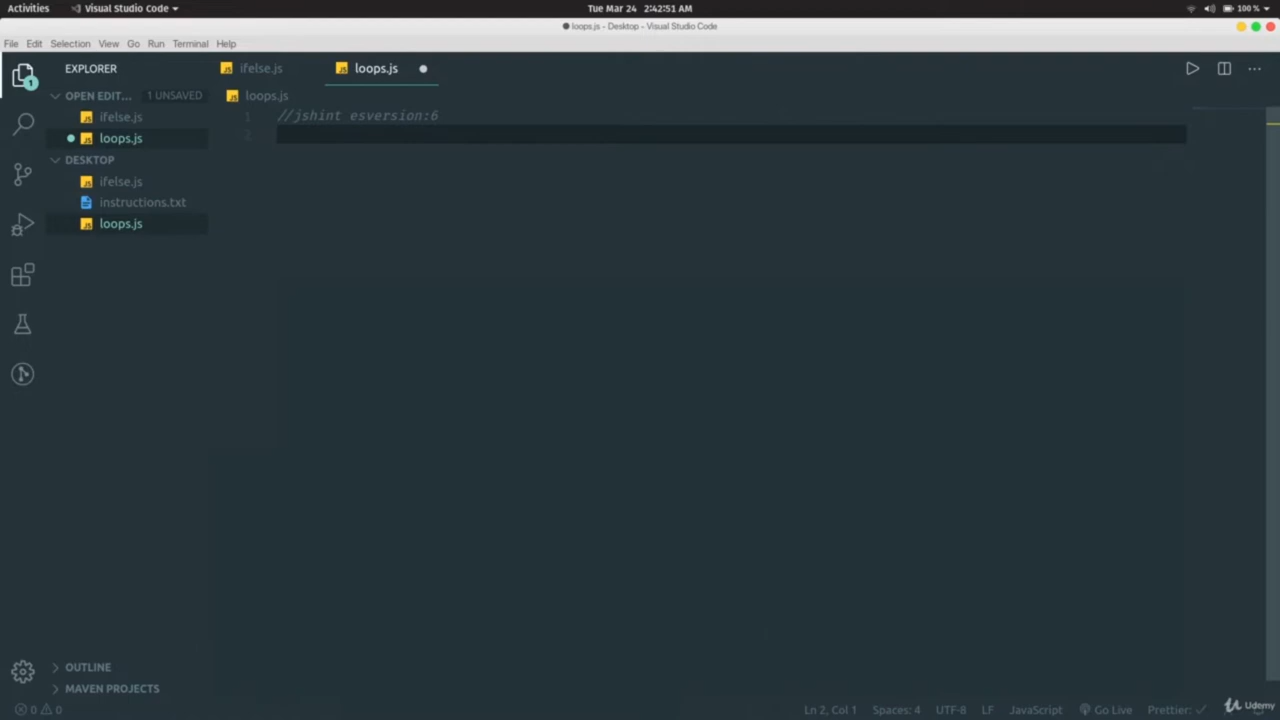 Activities Visual Studio Code Tue Mar 24 2:42:51 AM 100 %
loops.js - Desktop - Visual Studio Code
File Edit Selection View Go Run Terminal Help
EXPLORER ifelse.js loops.js
OPEN EDIT... 1 UNSAVED loops.js
ifelse.js 1 //jshint esversion:6
loops.js 2
DESKTOP
ifelse.js
instructions.txt
loops.js
1
OUTLINE
MAVEN PROJECTS
0 0 Ln 2, Col 1 Spaces: 4 UTF-8 LF JavaScript Go Live Prettier: ✓
Udemy